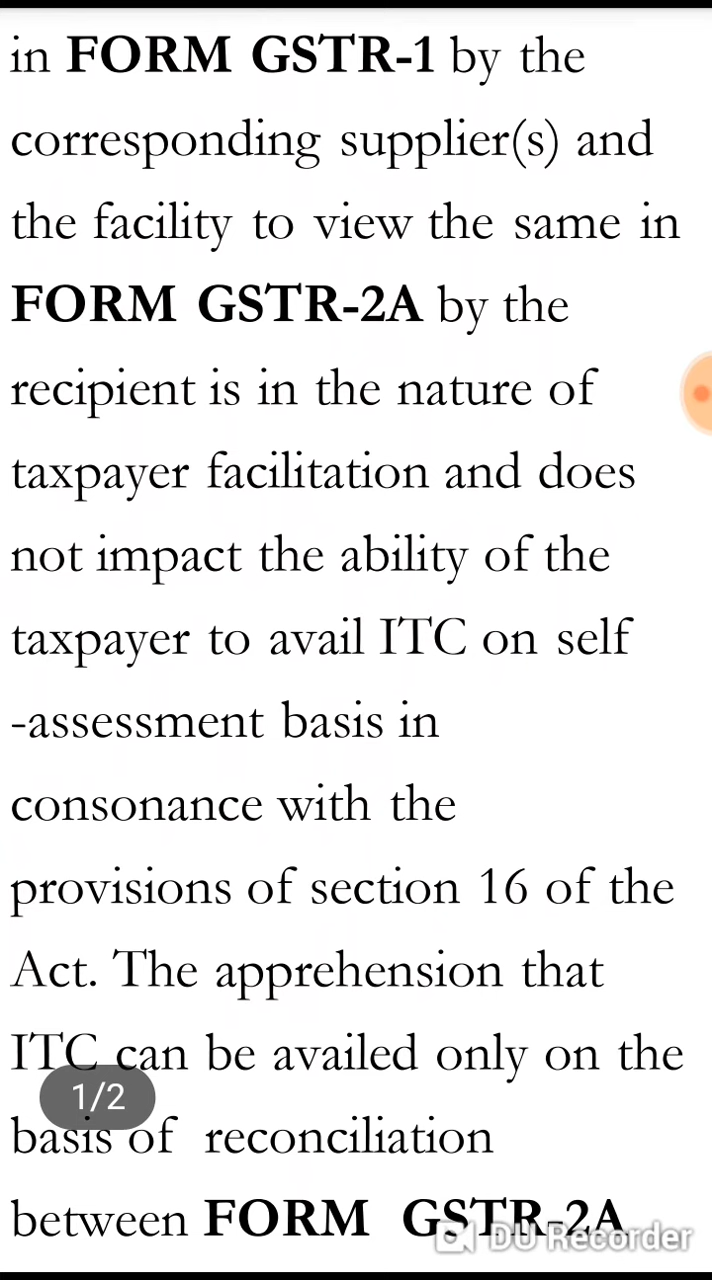 in FORM GSTR-1 by the
corresponding supplier(s) and
the facility to view the same in
FORM GSTR-2A by the
recipient is in the nature of
taxpayer facilitation and does
not impact the ability of the
taxpayer to avail ITC on self
-assessment basis in
consonance with the
provisions of section 16 of the
Act. The apprehension that
ITC can be availed only on the
1/2
basis of reconciliation
between FORM GSTR-2A
DU Recorder